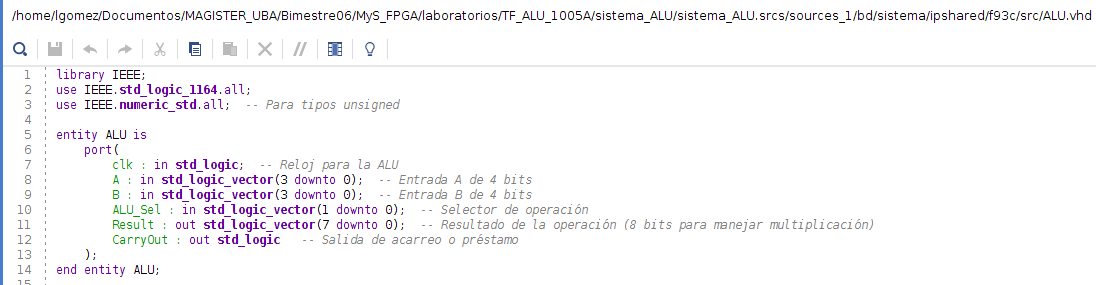 /home/lgomez/Documentos/MAGISTER_UBA/Bimestre06/MyS_FPGA/laboratorios/TF_ALU_1005A/sistema_ALU/sistema_ALU.srcs/sources_1/bd/sistema/ipshared/f93c/src/ALU.vhd
1 library IEEE;
2 use IEEE.std_logic_1164.all;
3 use IEEE.numeric_std.all;  -- Para tipos unsigned
4
5 entity ALU is
6     port(
7         clk : in std_logic;  -- Reloj para la ALU
8         A : in std_logic_vector(3 downto 0);  -- Entrada A de 4 bits
9         B : in std_logic_vector(3 downto 0);  -- Entrada B de 4 bits
10         ALU_Sel : in std_logic_vector(1 downto 0);  -- Selector de operación
11         Result : out std_logic_vector(7 downto 0);  -- Resultado de la operación (8 bits para manejar multiplicación)
12         CarryOut : out std_logic   -- Salida de acarreo o préstamo
13     );
14 end entity ALU;
15